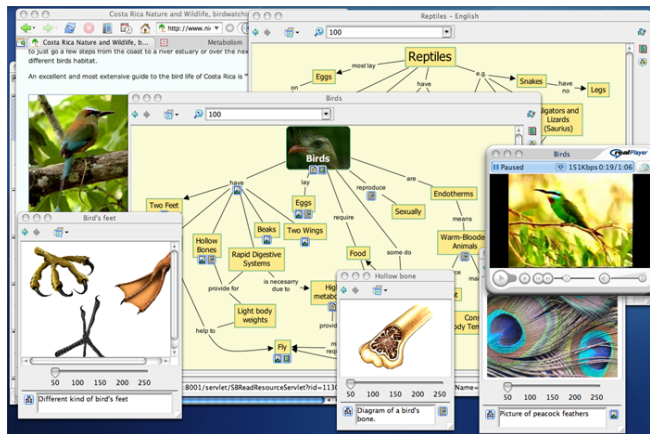 Costa Rica Nature and Wildlife, birdwatching
http://www.ni
Costa Rica Nature and Wildlife, b...
Metabolism
to just go a few steps from the coast to a river estuary or over the
different birds habitat.
An excellent and most extensive guide to the bird life of Costa Rica is
Reptiles – English
100
Reptiles
most lay
Eggs
on
have
e.g.
Snakes
have
no
Legs
Alligators and
Lizards
(Saurius)
Birds
100
Birds
have
lay
are
reproduce
Two Feet
Eggs
Endotherms
Beaks
Two Wings
require
Sexually
means
Hollow
Bones
Rapid Digestive
Systems
Food
some do
Warm-Blooded
Animals
provide for
is necesarry
due to
Light body
weights
help to
Fly
:8001/servlet/SBReadResourceServlet?rid=1130
Name=
Bird's feet
50 100 150 200 250
Different kind of bird's feet
Hollow bone
50 100 150 200 250
Diagram of a bird's
bone.
realPlayer
Birds
Paused
151Kbps 0:19/1:06
50 100 150 200 250
Picture of peacock feathers